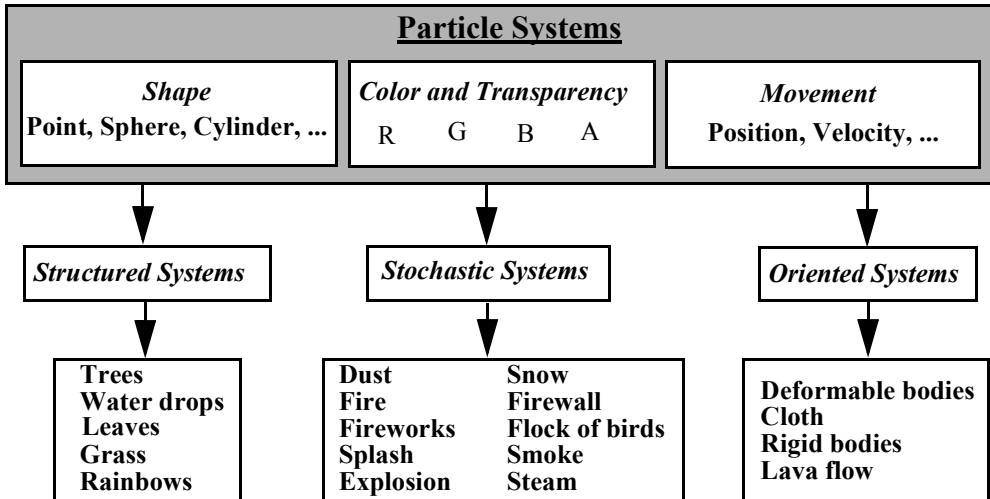 Particle Systems
Shape
Point, Sphere, Cylinder, ...
Color and Transparency
R G B A
Movement
Position, Velocity, ...
Structured Systems
Stochastic Systems
Oriented Systems
Trees
Water drops
Leaves
Grass
Rainbows
Dust
Fire
Fireworks
Splash
Explosion
Snow
Firewall
Flock of birds
Smoke
Steam
Deformable bodies
Cloth
Rigid bodies
Lava flow